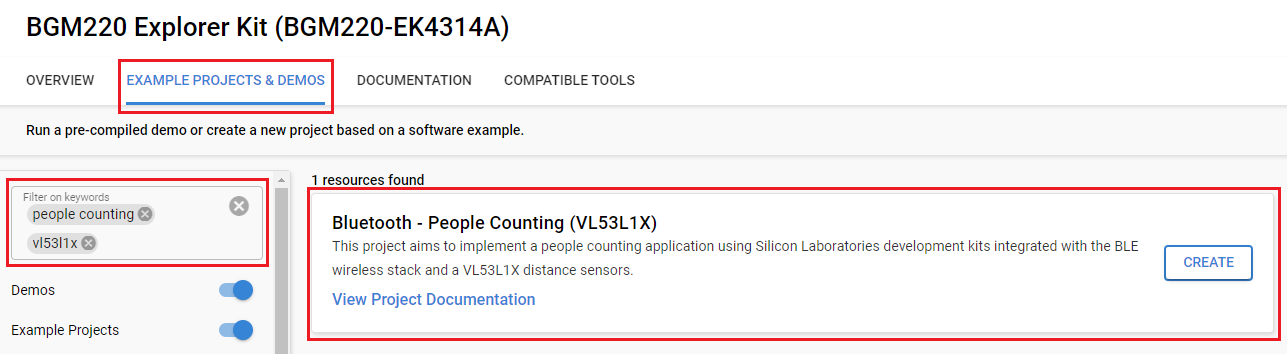 BGM220 Explorer Kit (BGM220-EK4314A)
OVERVIEW EXAMPLE PROJECTS & DEMOS DOCUMENTATION COMPATIBLE TOOLS
Run a pre-compiled demo or create a new project based on a software example.
Filter on keywords
people counting
vl53l1x
Demos
Example Projects
1 resources found
Bluetooth - People Counting (VL53L1X)
This project aims to implement a people counting application using Silicon Laboratories development kits integrated with the BLE
wireless stack and a VL53L1X distance sensors.
View Project Documentation
CREATE